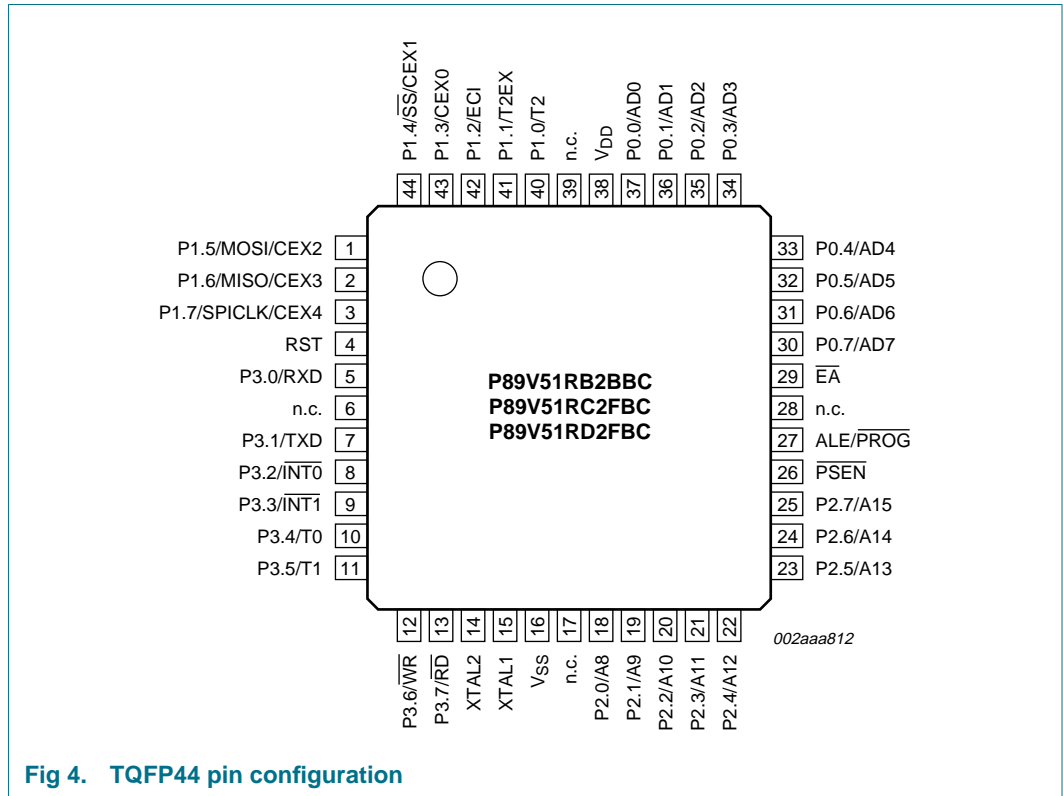 P1.4/S̅S̅/CEX1
P1.3/CEX0
P1.2/ECI
P1.1/T2EX
P1.0/T2
n.c.
VDD
P0.0/AD0
P0.1/AD1
P0.2/AD2
P0.3/AD3
44
43
42
41
40
39
38
37
36
35
34
P1.5/MOSI/CEX2 1
P1.6/MISO/CEX3 2
P1.7/SPICLK/CEX4 3
RST 4
P3.0/RXD 5
n.c. 6
P3.1/TXD 7
P3.2/I̅N̅T̅0̅ 8
P3.3/I̅N̅T̅1̅ 9
P3.4/T0 10
P3.5/T1 11
P89V51RB2BBC
P89V51RC2FBC
P89V51RD2FBC
33 P0.4/AD4
32 P0.5/AD5
31 P0.6/AD6
30 P0.7/AD7
29 E̅A̅
28 n.c.
27 ALE/P̅R̅O̅G̅
26 P̅S̅E̅N̅
25 P2.7/A15
24 P2.6/A14
23 P2.5/A13
12
13
14
15
16
17
18
19
20
21
22
P3.6/W̅R̅
P3.7/R̅D̅
XTAL2
XTAL1
VSS
n.c.
P2.0/A8
P2.1/A9
P2.2/A10
P2.3/A11
P2.4/A12
002aaa812
Fig 4. TQFP44 pin configuration